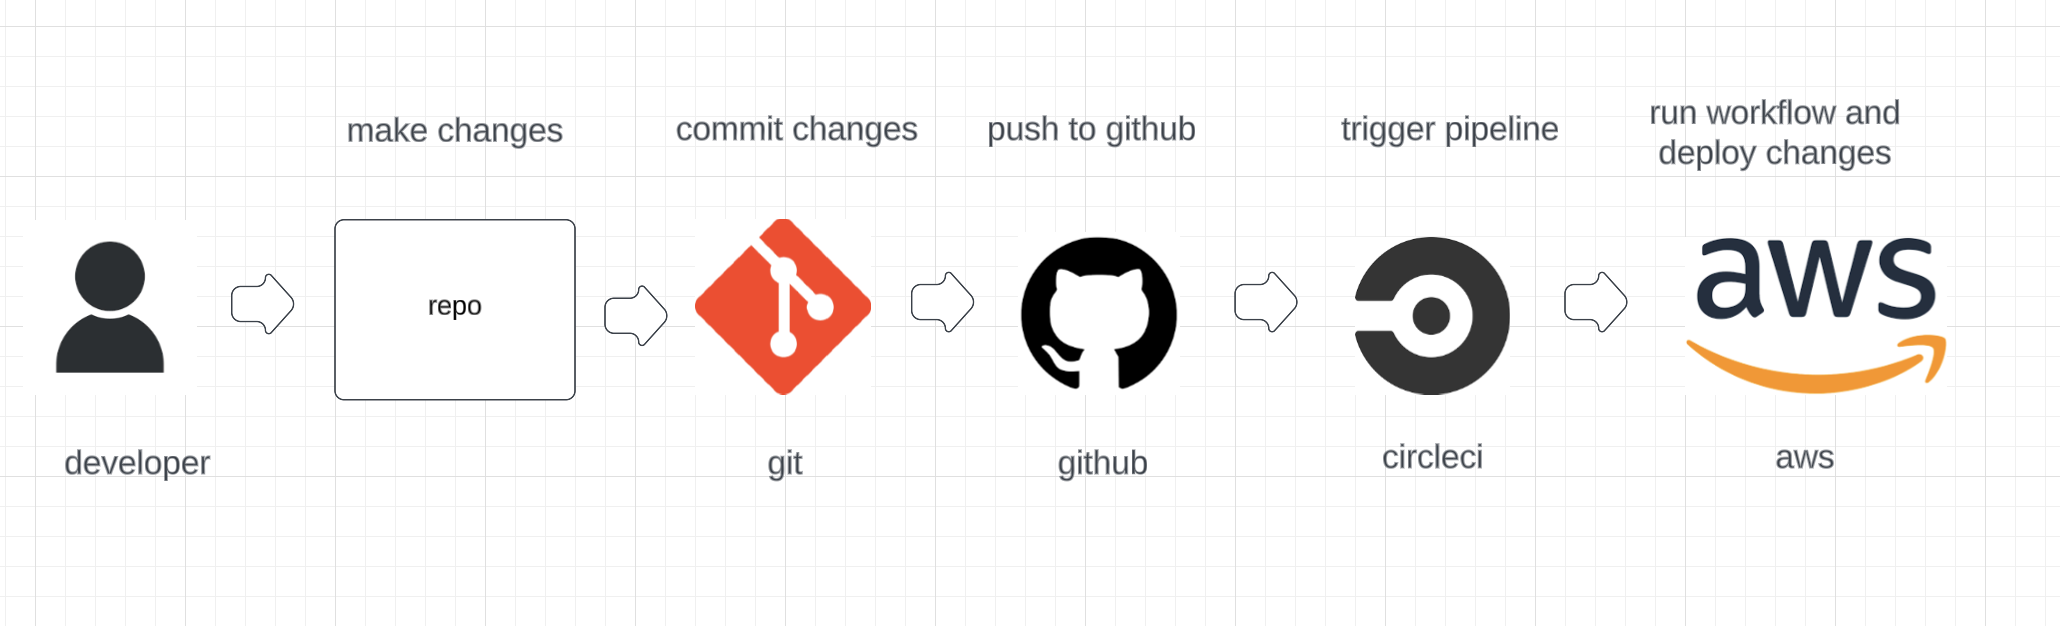 make changes
commit changes
push to github
trigger pipeline
run workflow and
deploy changes
repo
aws
developer
git
github
circleci
aws